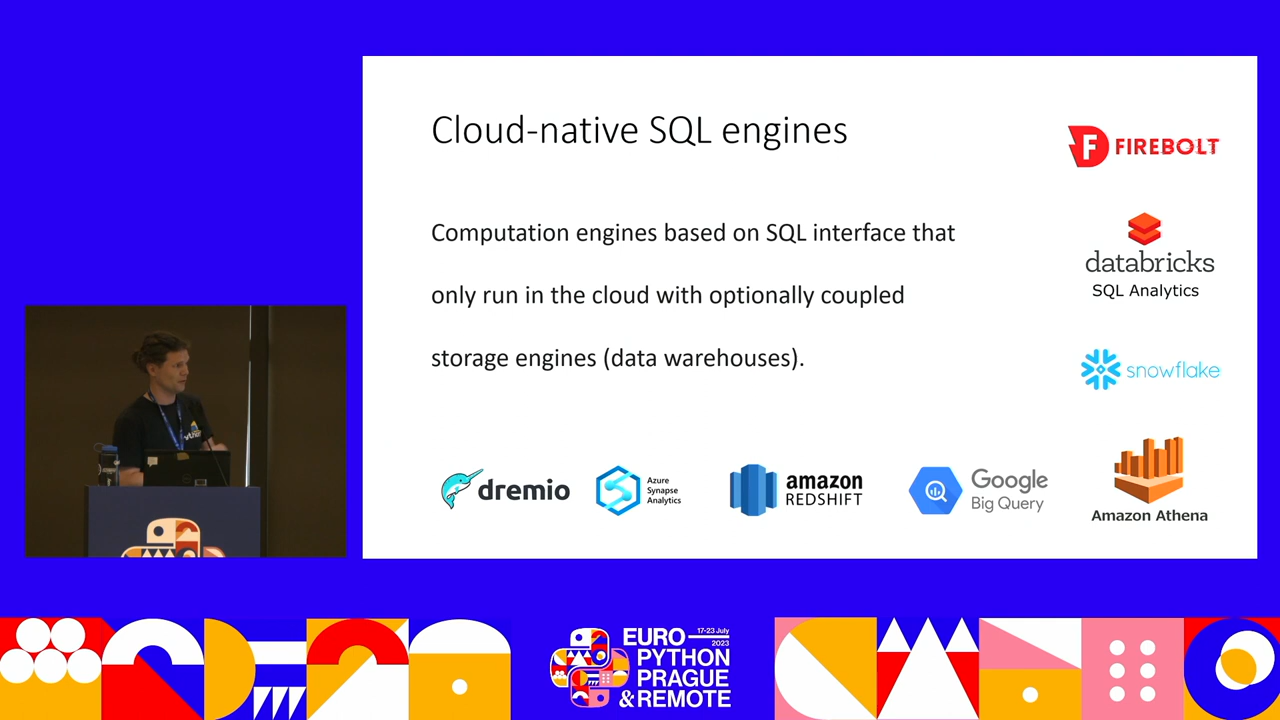 Cloud-native SQL engines
Computation engines based on SQL interface that
only run in the cloud with optionally coupled
storage engines (data warehouses).
FIREBOLT
databricks
SQL Analytics
snowflake
dremio
Azure
Synapse
Analytics
amazon
REDSHIFT
Google
Big Query
Amazon Athena
EURO
17-23 July
2023
PYTHON
PRAGUE
& REMOTE